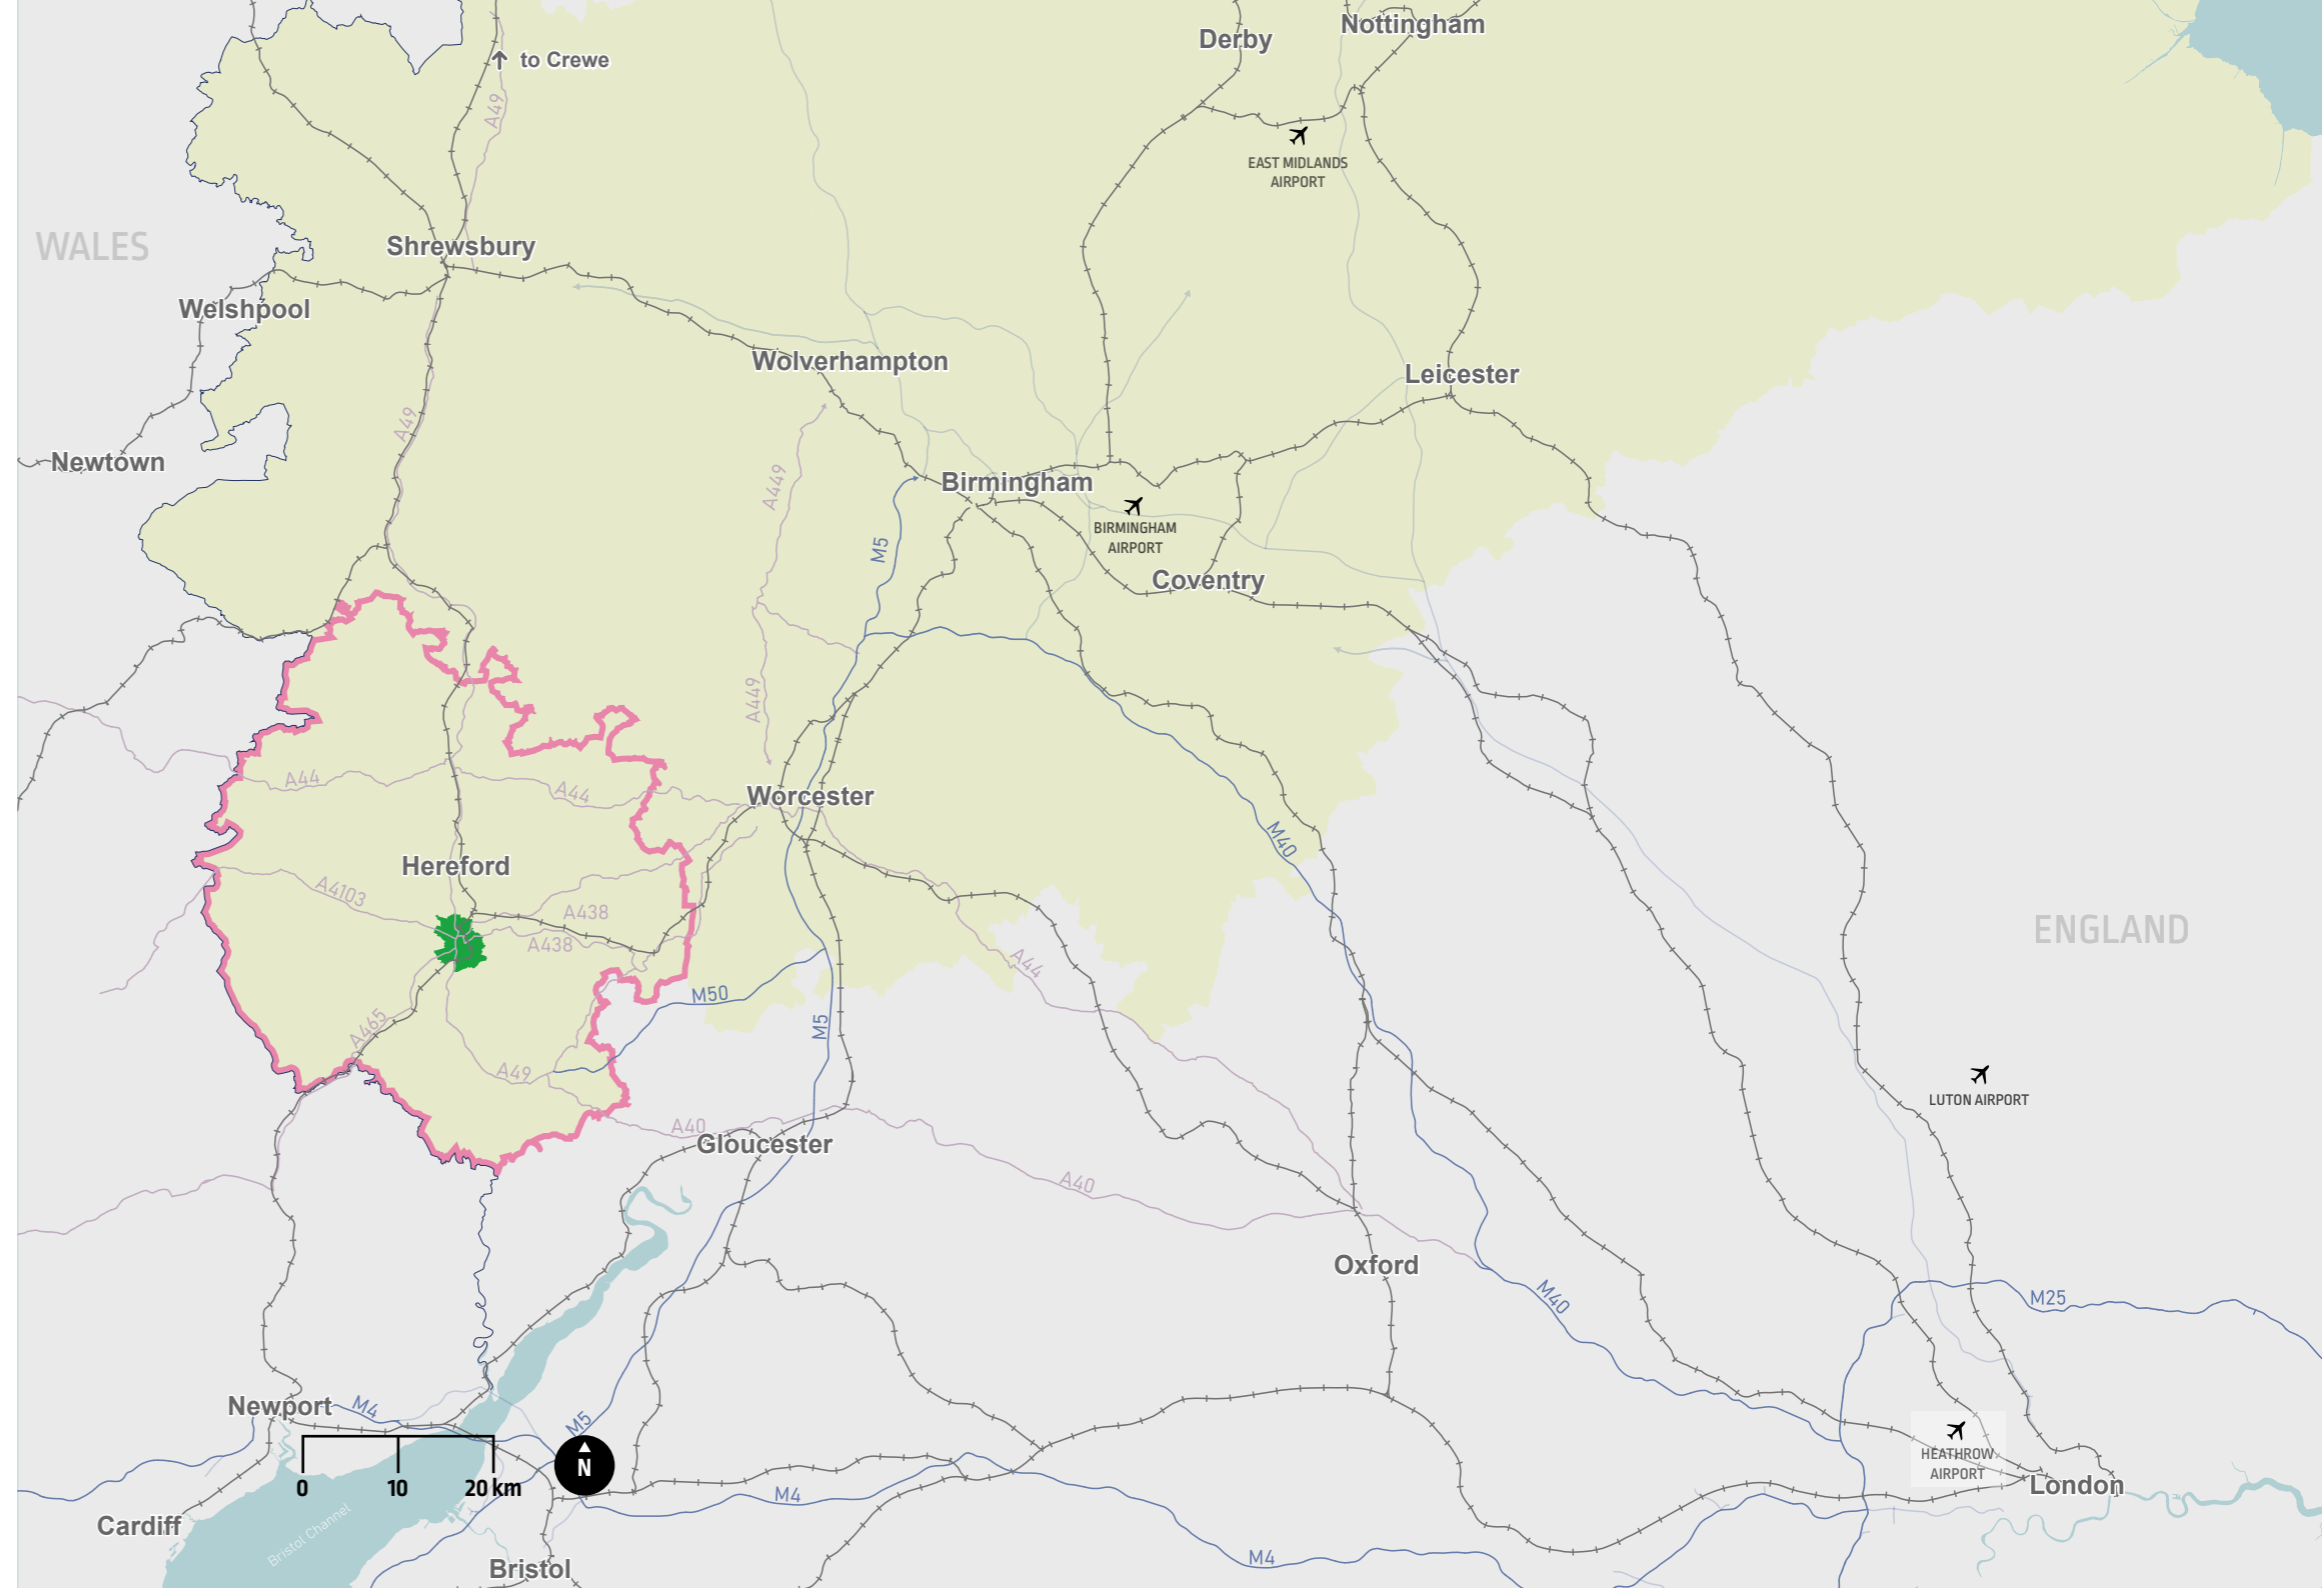 Nottingham
Derby
↑ to Crewe
A49
EAST MIDLANDS
AIRPORT
WALES
Shrewsbury
Welshpool
Wolverhampton
Leicester
A49
Newtown
A449
Birmingham
BIRMINGHAM
AIRPORT
M5
Coventry
A449
A44
A44
Worcester
M40
Hereford
A4103
A438
A438
ENGLAND
A44
M50
A465
M5
A49
LUTON AIRPORT
A40
Gloucester
A40
Oxford
M40
M25
Newport
M4
M5
N
HEATHROW
AIRPORT
0
10
20 km
M4
London
Cardiff
Bristol Channel
M4
Bristol